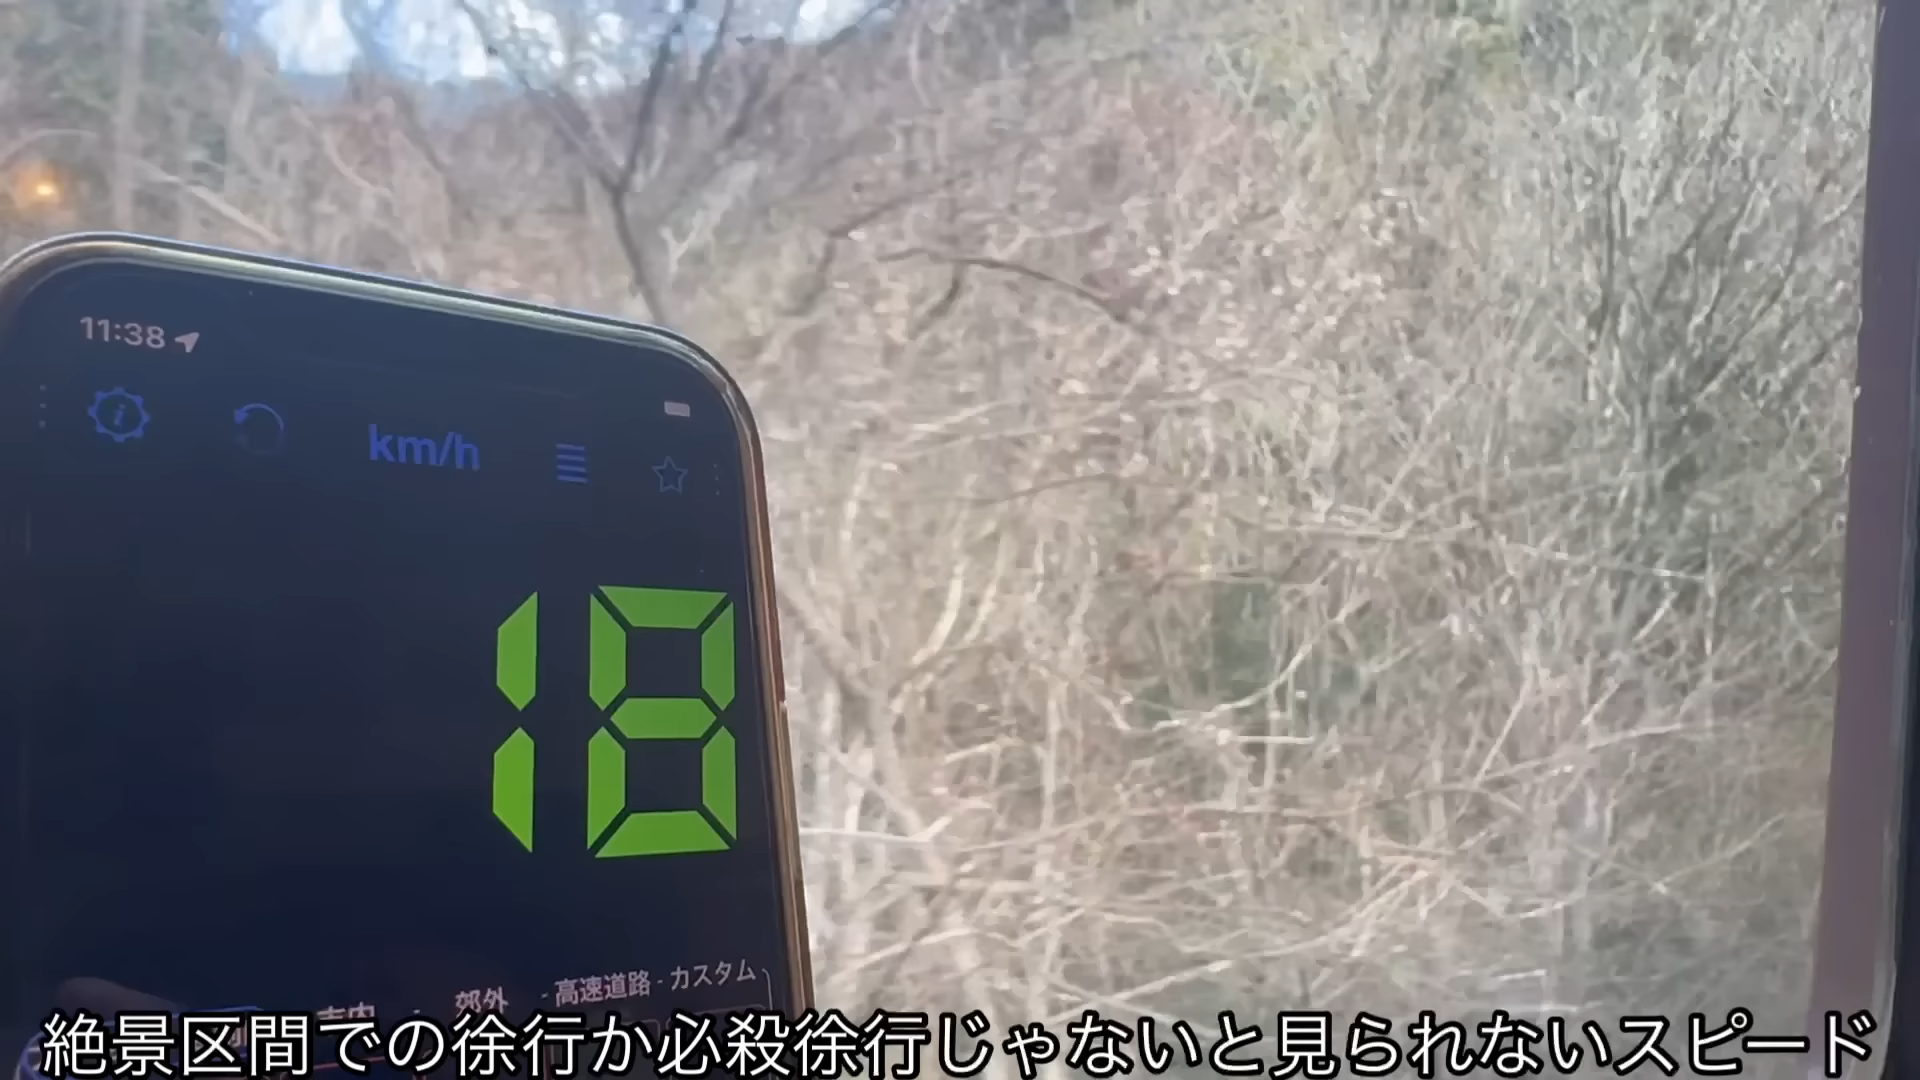 11:38
km/h
18
市内 - 郊外 - 高速道路 - カスタム
絶景区間での徐行か必殺徐行じゃないと見られないスピード